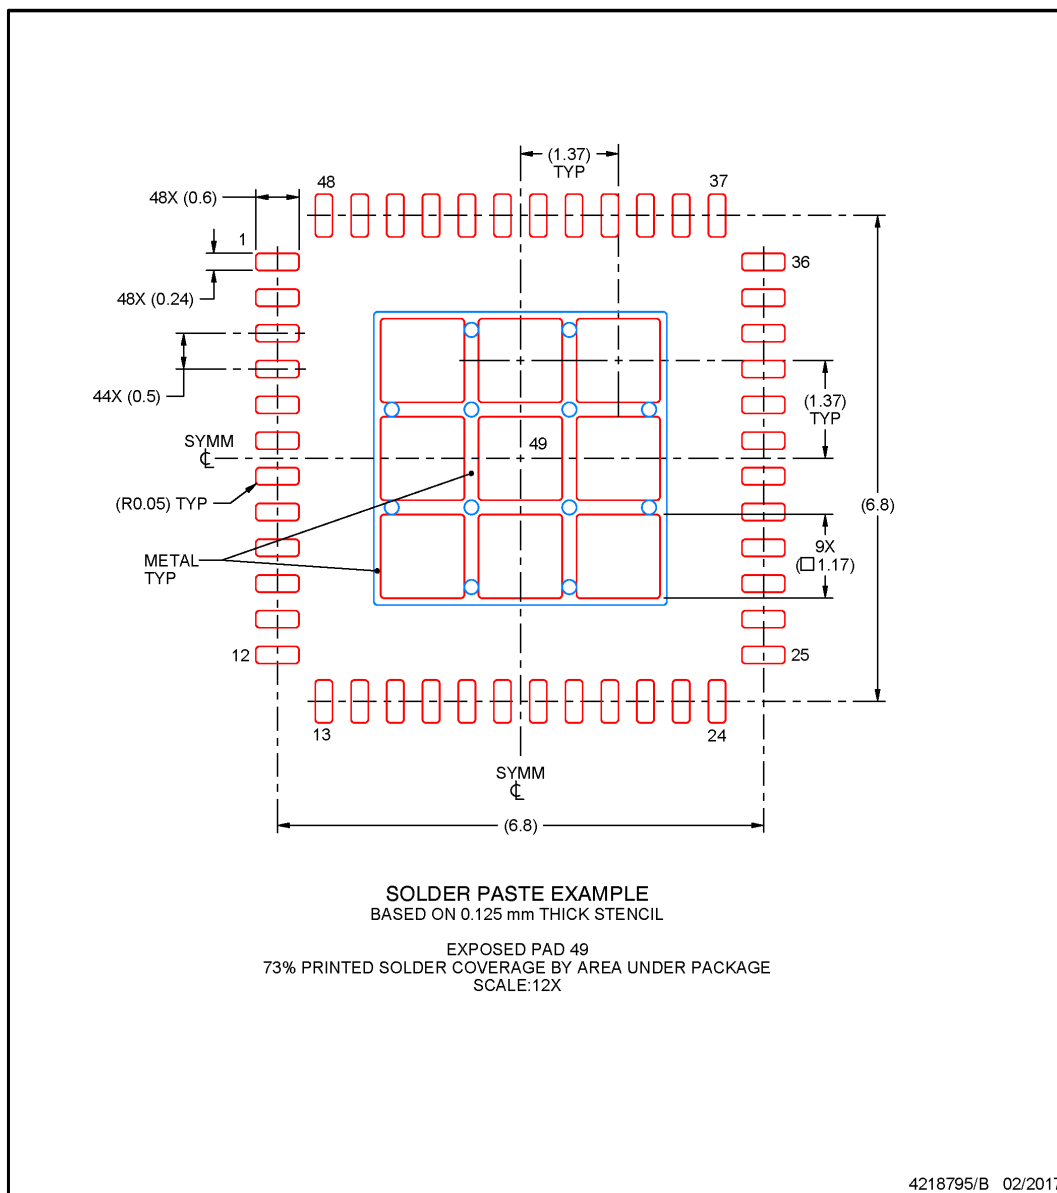 (1.37)
TYP
48
37
48X (0.6)
1
36
48X (0.24)
44X (0.5)
(1.37)
TYP
SYMM
℄
49
(R0.05) TYP
(6.8)
METAL
TYP
9X
(□1.17)
12
25
13
24
SYMM
℄
(6.8)
SOLDER PASTE EXAMPLE
BASED ON 0.125 mm THICK STENCIL
EXPOSED PAD 49
73% PRINTED SOLDER COVERAGE BY AREA UNDER PACKAGE
SCALE:12X
4218795/B 02/2017